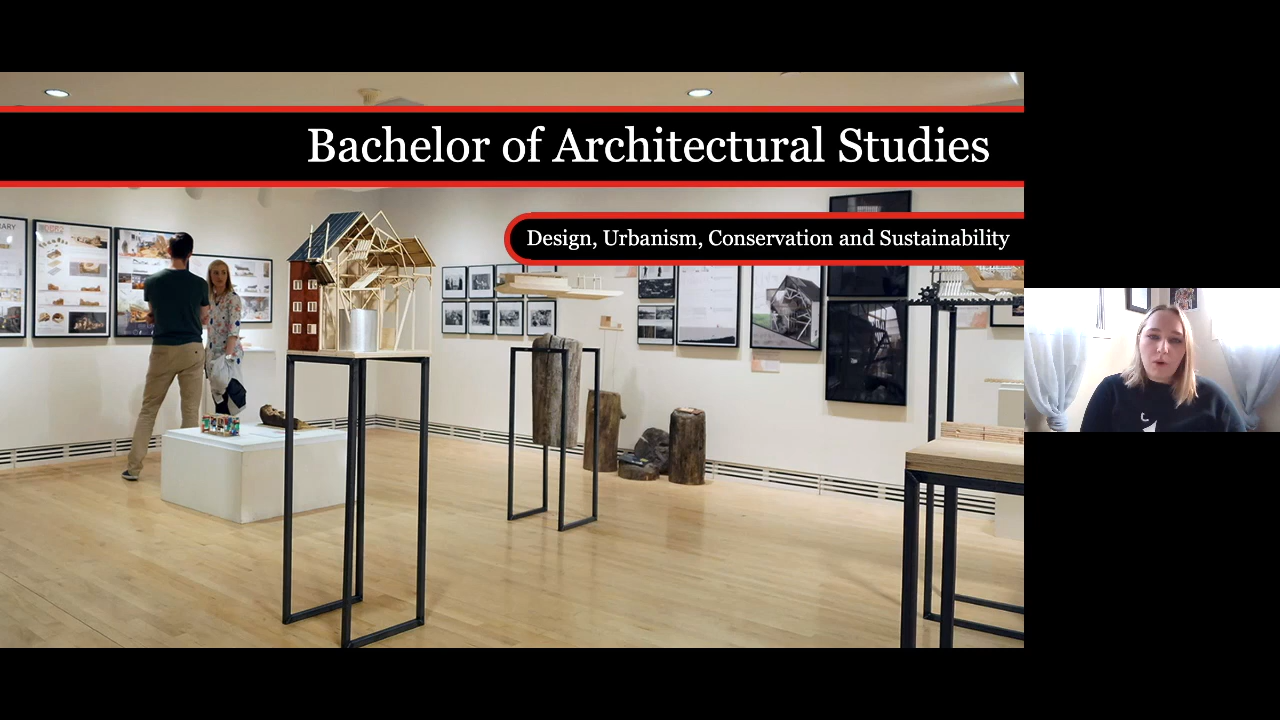 Bachelor of Architectural Studies
Design, Urbanism, Conservation and Sustainability